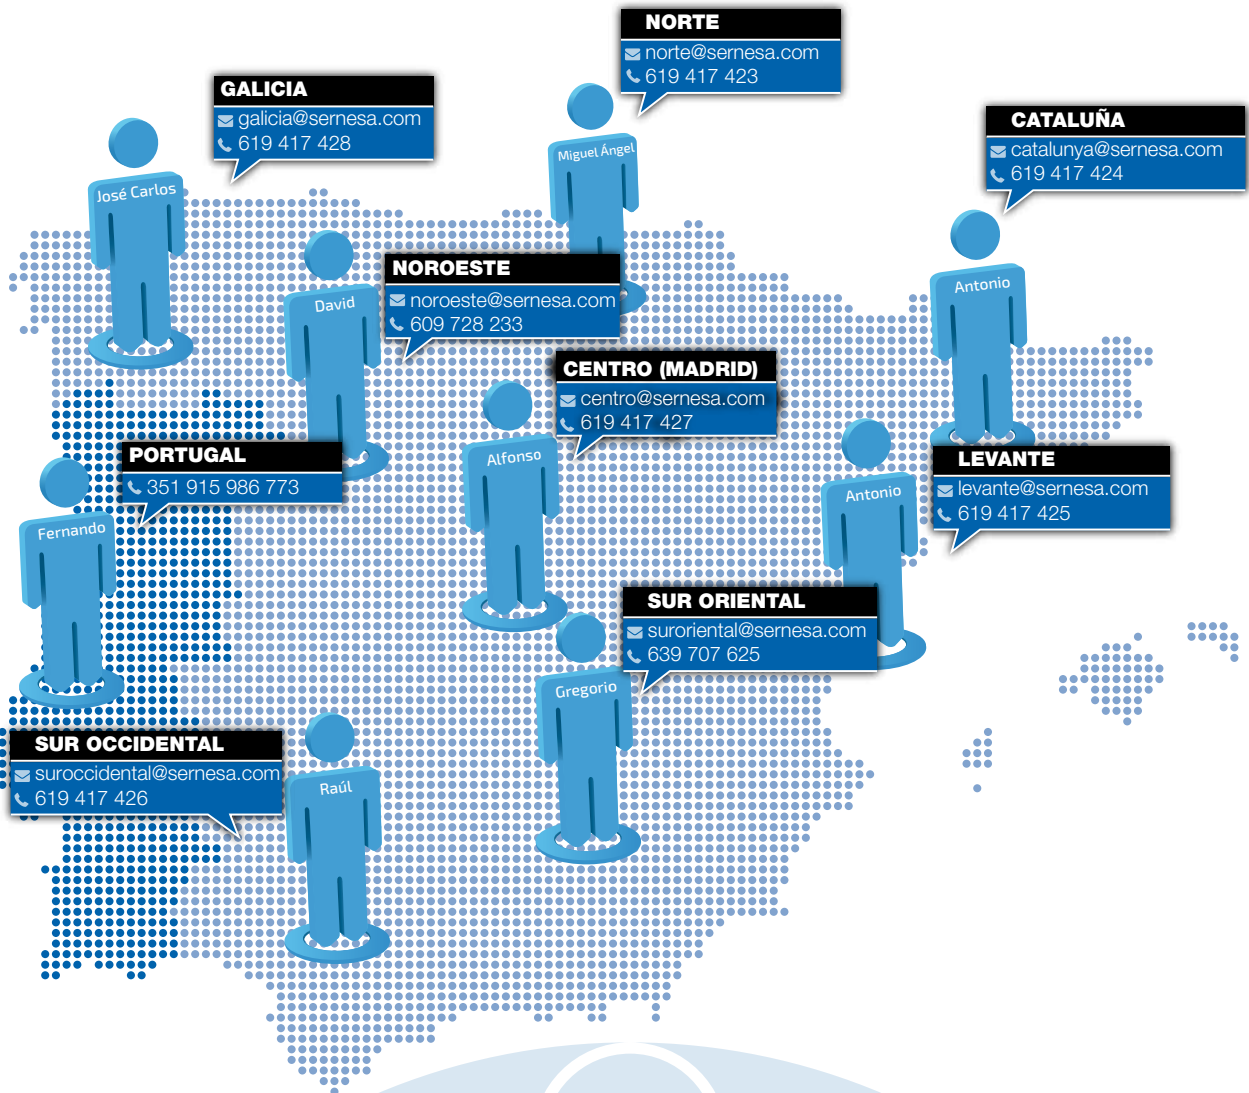 NORTE
norte@sernesa.com
619 417 423
GALICIA
galicia@sernesa.com
619 417 428
CATALUÑA
catalunya@sernesa.com
619 417 424
Miguel Ángel
José Carlos
NOROESTE
noroeste@sernesa.com
609 728 233
David
Antonio
CENTRO (MADRID)
centro@sernesa.com
619 417 427
PORTUGAL
351 915 986 773
Alfonso
LEVANTE
levante@sernesa.com
619 417 425
Antonio
Fernando
SUR ORIENTAL
suroriental@sernesa.com
639 707 625
Gregorio
SUR OCCIDENTAL
suroccidental@sernesa.com
619 417 426
Raúl